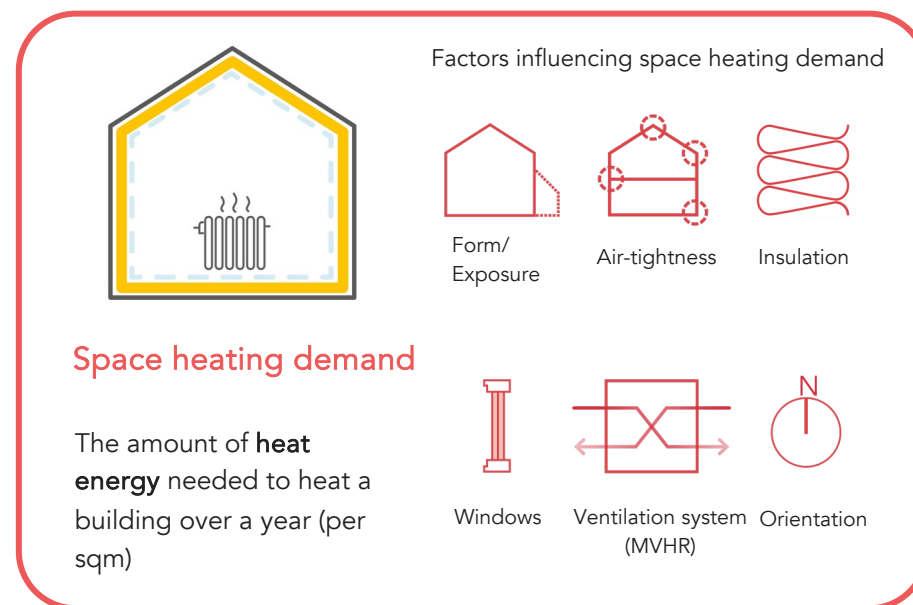 Factors influencing space heating demand
Form/
Exposure
Air-tightness
Insulation
Space heating demand
The amount of heat
energy needed to heat a
building over a year (per
sqm)
N
Windows
Ventilation system
(MVHR)
Orientation